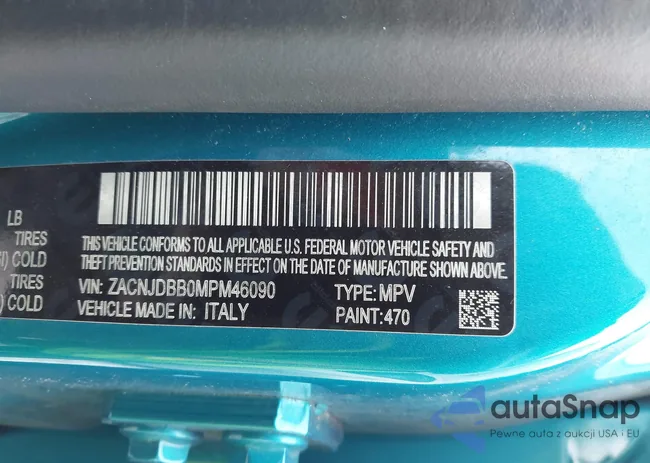 LB
TIRES
COLD
TIRES
COLD
THIS VEHICLE CONFORMS TO ALL APPLICABLE U.S. FEDERAL MOTOR VEHICLE SAFETY AND
THEFT PREVENTION STANDARDS IN EFFECT ON THE DATE OF MANUFACTURE SHOWN ABOVE.
VIN: ZACNJDBB0MPM46090 TYPE: MPV
VEHICLE MADE IN: ITALY PAINT: 470
autaSnap
Pewne auta z aukcji USA i EU